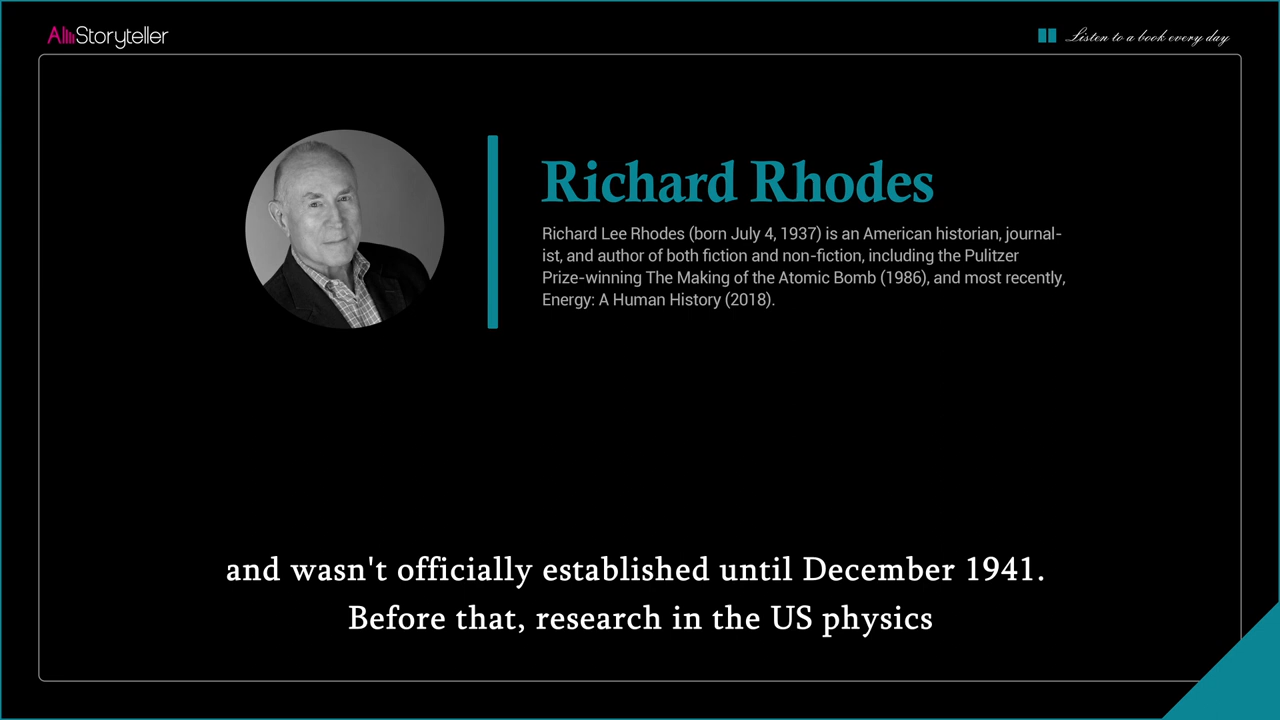 AllStoryteller
Listen to a book every day
Richard Rhodes
Richard Lee Rhodes (born July 4, 1937) is an American historian, journal-
ist, and author of both fiction and non-fiction, including the Pulitzer
Prize-winning The Making of the Atomic Bomb (1986), and most recently,
Energy: A Human History (2018).
and wasn't officially established until December 1941.
Before that, research in the US physics